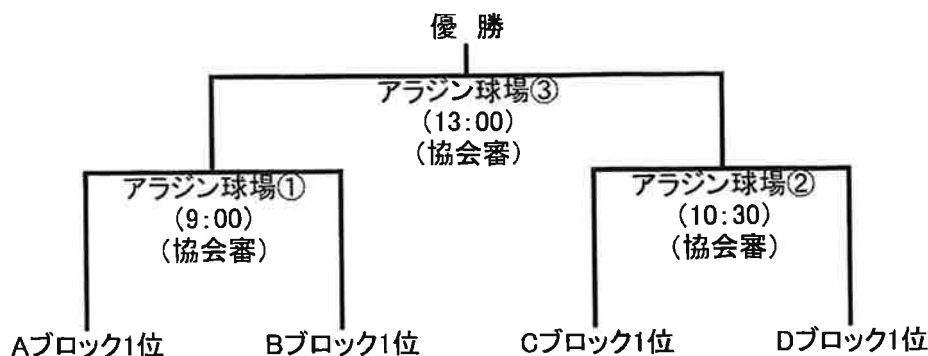 優 勝
アラジン球場③
(13:00)
(協会審)
アラジン球場①
(9:00)
(協会審)
アラジン球場②
(10:30)
(協会審)
Aブロック1位
Bブロック1位
Cブロック1位
Dブロック1位